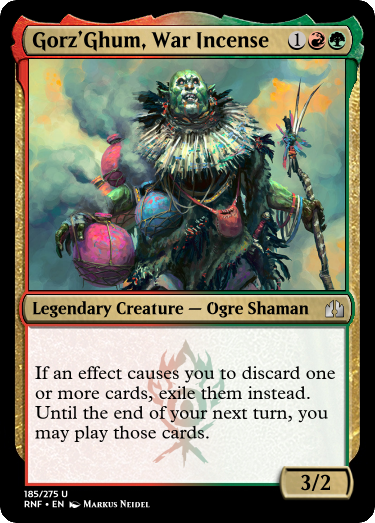 Gorz'Ghum, War Incense 1
Legendary Creature — Ogre Shaman
If an effect causes you to discard one
or more cards, exile them instead.
Until the end of your next turn, you
may play those cards.
3/2
185/275 U
RNF • EN Markus Neidel